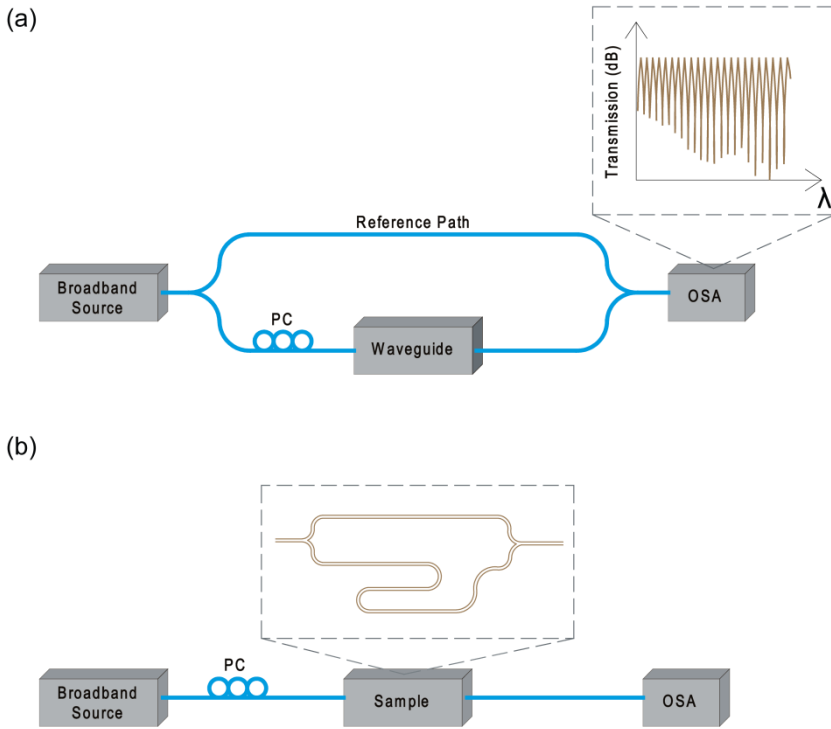 (a)
Transmission (dB)
λ
Reference Path
Broadband
Source
PC
Waveguide
OSA
(b)
Broadband
Source
PC
Sample
OSA